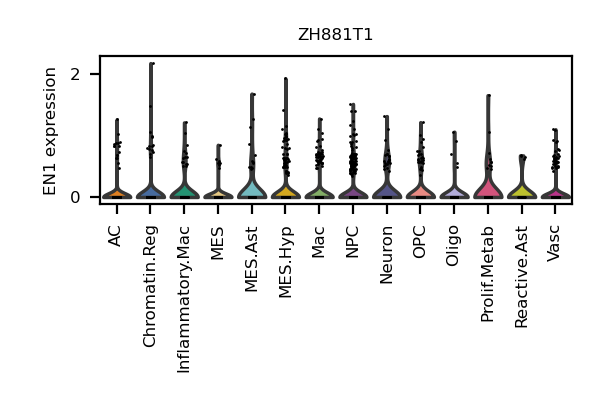 ZH881T1
EN1 expression
2
0
AC
Chromatin.Reg
Inflammatory.Mac
MES
MES.Ast
MES.Hyp
Mac
NPC
Neuron
OPC
Oligo
Prolif.Metab
Reactive.Ast
Vasc